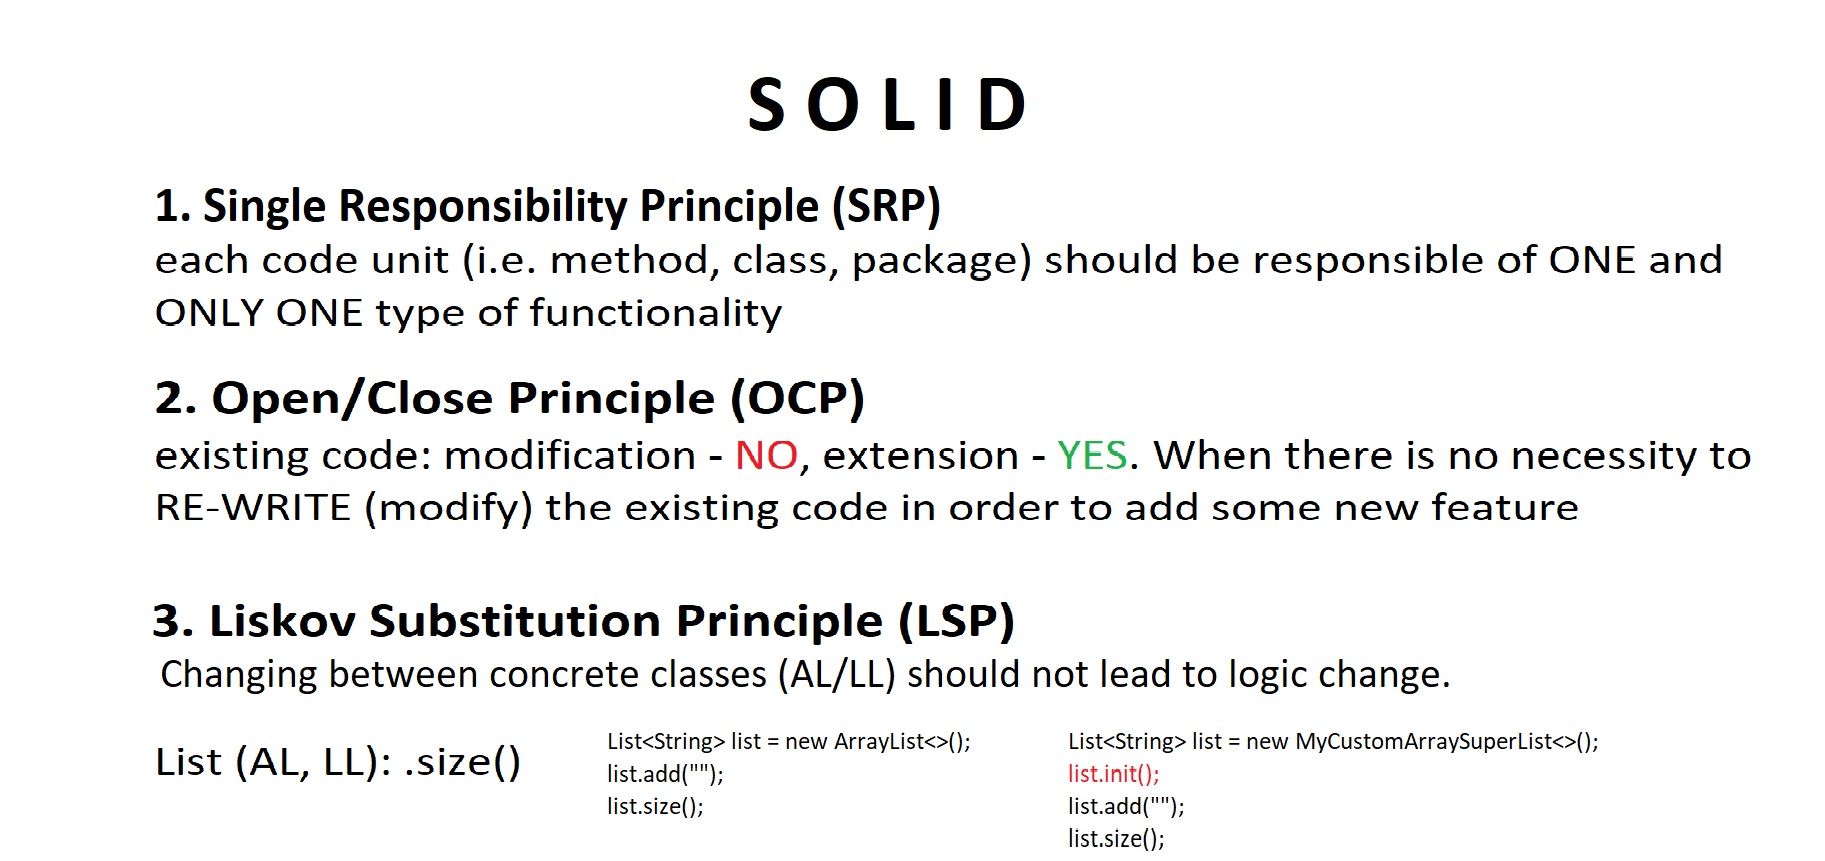 S O L I D
1. Single Responsibility Principle (SRP)
each code unit (i.e. method, class, package) should be responsible of ONE and
ONLY ONE type of functionality
2. Open/Close Principle (OCP)
existing code: modification - NO, extension - YES. When there is no necessity to
RE-WRITE (modify) the existing code in order to add some new feature
3. Liskov Substitution Principle (LSP)
Changing between concrete classes (AL/LL) should not lead to logic change.
List (AL, LL): .size()
List<String> list = new ArrayList<>();
list.add("");
list.size();
List<String> list = new MyCustomArraySuperList<>();
list.init();
list.add("");
list.size();